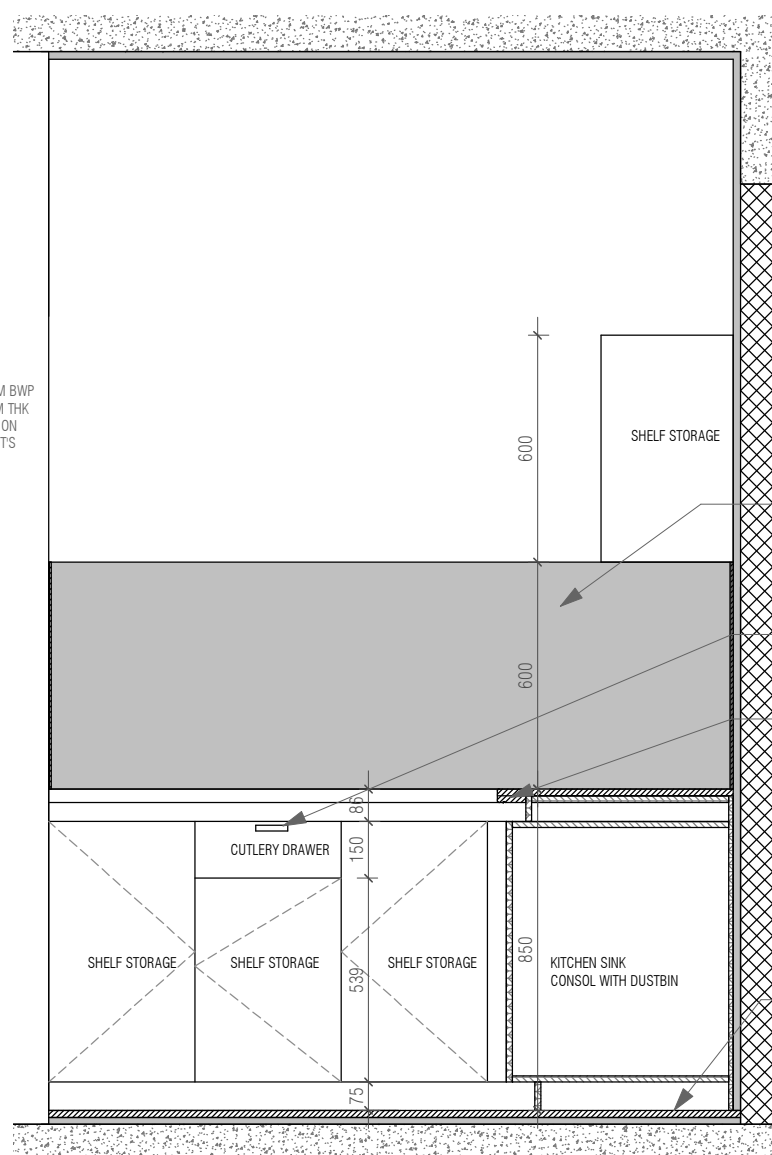 M BWP
M THK
ON
T'S
600
SHELF STORAGE
600
86
150
CUTLERY DRAWER
850
SHELF STORAGE
SHELF STORAGE
SHELF STORAGE
539
KITCHEN SINK
CONSOL WITH DUSTBIN
75